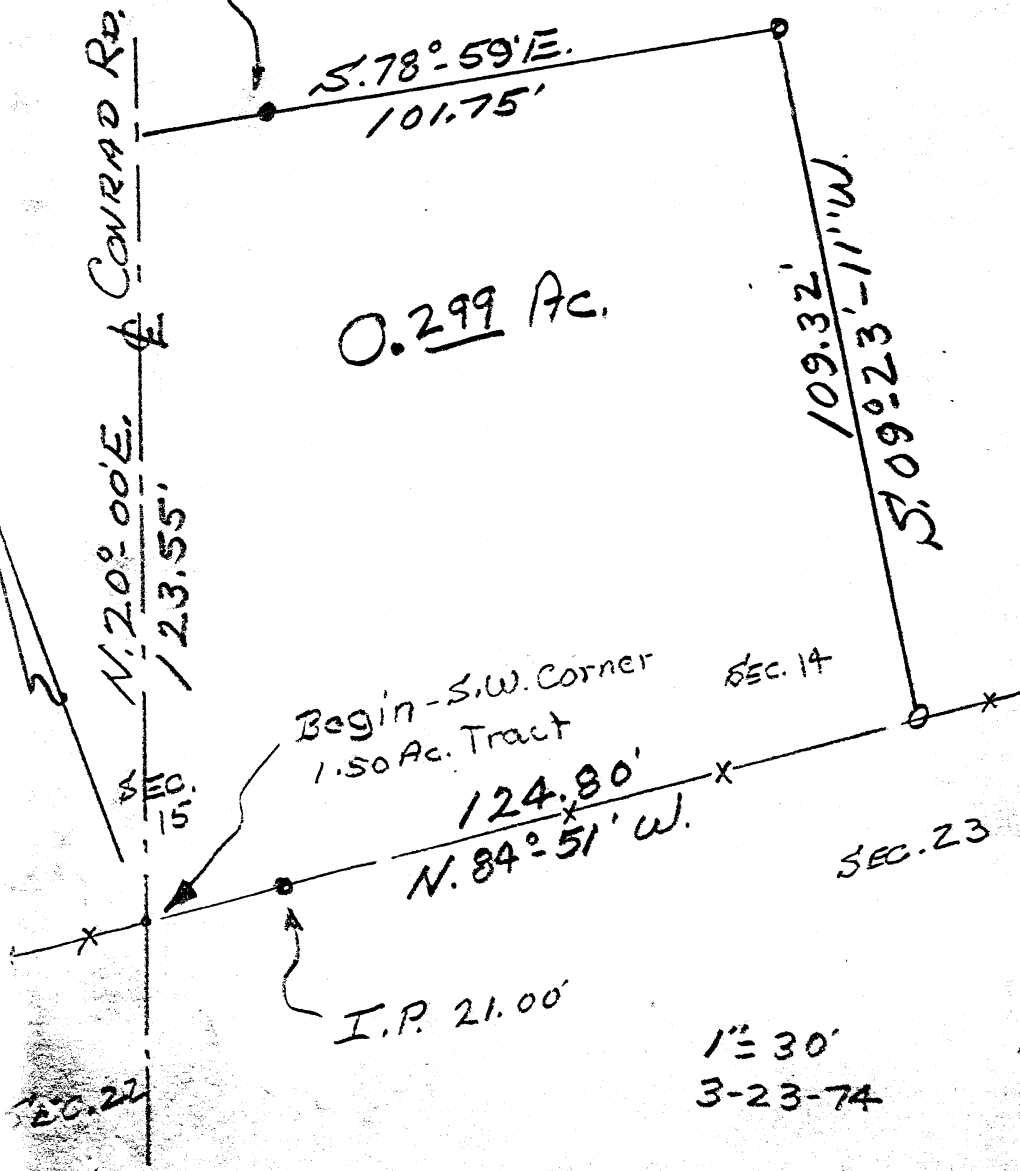 CONRAD RD.
S.78°-59'E.
101.75'
0.299 Ac.
109.32'
S.09°-23'-11"W.
℄
N.20°-00'E.
123.55'
Begin-S.W. Corner
1.50 Ac. Tract
SEC. 14
SEC.
15
124.80'
N.84°-51' W.
SEC. 23
I.P. 21.00'
1"=30'
3-23-74
SEC. 22